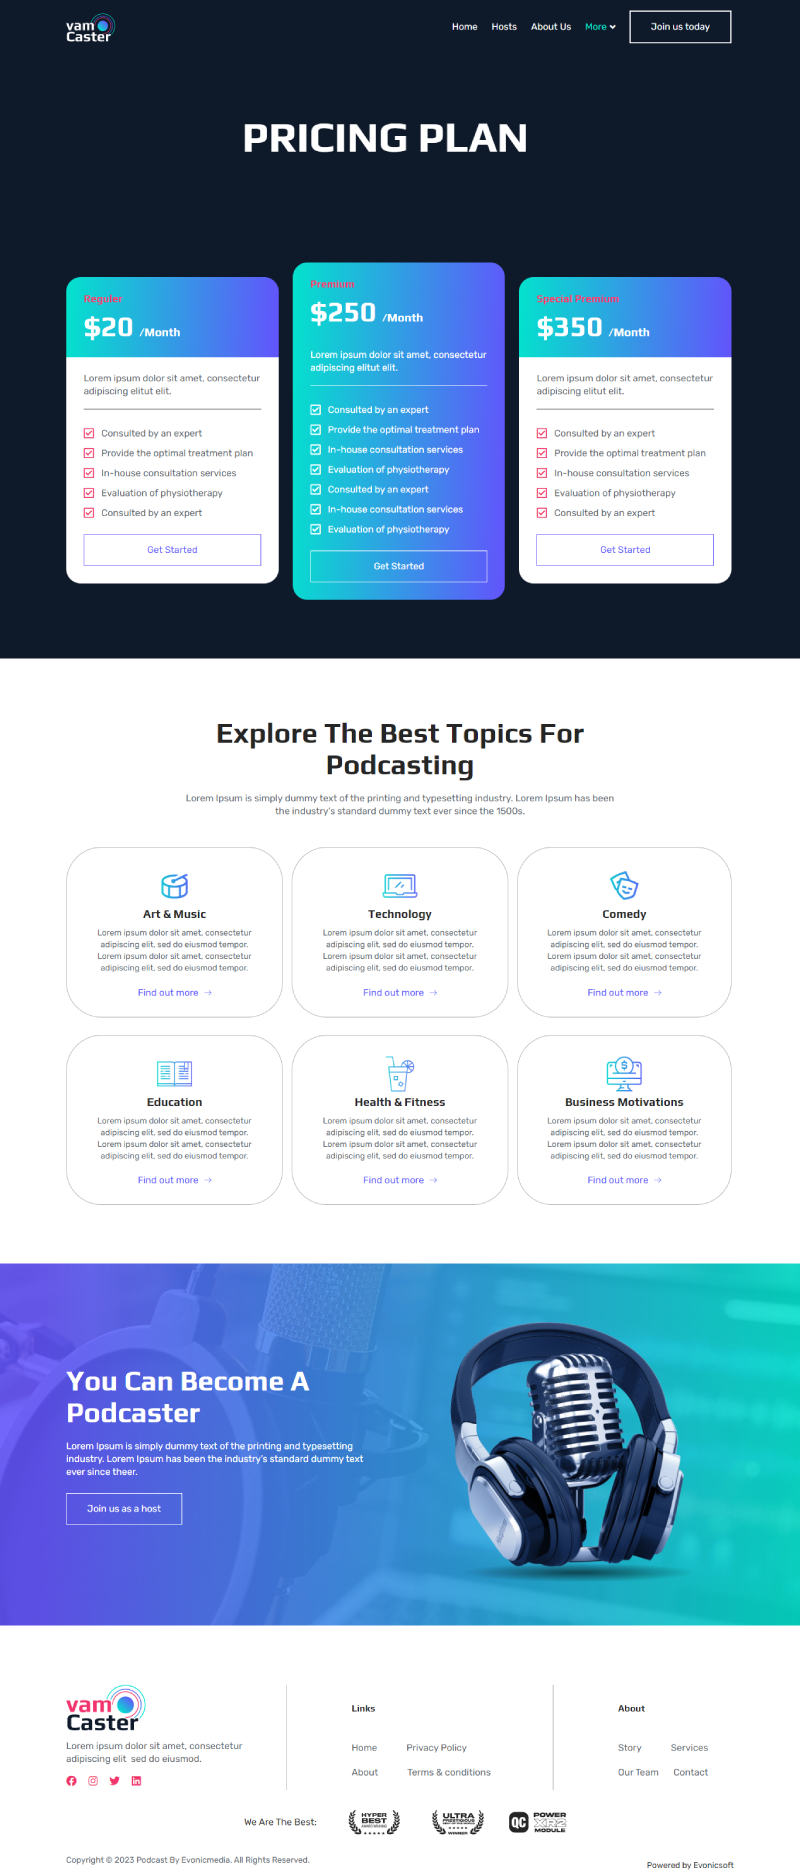 vam
Caster
Home Hosts About Us More Join us today
PRICING PLAN
Reguler
$20 /Month
Lorem ipsum dolor sit amet, consectetur
adipiscing elitut elit.
Consulted by an expert
Provide the optimal treatment plan
In-house consultation services
Evaluation of physiotherapy
Consulted by an expert
Get Started
Premium
$250 /Month
Lorem ipsum dolor sit amet, consectetur
adipiscing elitut elit.
Consulted by an expert
Provide the optimal treatment plan
In-house consultation services
Evaluation of physiotherapy
Consulted by an expert
In-house consultation services
Evaluation of physiotherapy
Get Started
Special Premium
$350 /Month
Lorem ipsum dolor sit amet, consectetur
adipiscing elitut elit.
Consulted by an expert
Provide the optimal treatment plan
In-house consultation services
Evaluation of physiotherapy
Consulted by an expert
Get Started
Explore The Best Topics For
Podcasting
Lorem Ipsum is simply dummy text of the printing and typesetting industry. Lorem Ipsum has been
the industry's standard dummy text ever since the 1500s.
Art & Music
Lorem ipsum dolor sit amet, consectetur
adipiscing elit, sed do eiusmod tempor.
Lorem ipsum dolor sit amet, consectetur
adipiscing elit, sed do eiusmod tempor.
Find out more
Technology
Lorem ipsum dolor sit amet, consectetur
adipiscing elit, sed do eiusmod tempor.
Lorem ipsum dolor sit amet, consectetur
adipiscing elit, sed do eiusmod tempor.
Find out more
Comedy
Lorem ipsum dolor sit amet, consectetur
adipiscing elit, sed do eiusmod tempor.
Lorem ipsum dolor sit amet, consectetur
adipiscing elit, sed do eiusmod tempor.
Find out more
Education
Lorem ipsum dolor sit amet, consectetur
adipiscing elit, sed do eiusmod tempor.
Lorem ipsum dolor sit amet, consectetur
adipiscing elit, sed do eiusmod tempor.
Find out more
Health & Fitness
Lorem ipsum dolor sit amet, consectetur
adipiscing elit, sed do eiusmod tempor.
Lorem ipsum dolor sit amet, consectetur
adipiscing elit, sed do eiusmod tempor.
Find out more
Business Motivations
Lorem ipsum dolor sit amet, consectetur
adipiscing elit, sed do eiusmod tempor.
Lorem ipsum dolor sit amet, consectetur
adipiscing elit, sed do eiusmod tempor.
Find out more
You Can Become A
Podcaster
Lorem Ipsum is simply dummy text of the printing and typesetting
industry. Lorem Ipsum has been the industry's standard dummy text
ever since theer.
Join us as a host
vam
Caster
Lorem ipsum dolor sit amet, consectetur
adipiscing elit sed do eiusmod.
Links
Home Privacy Policy
About Terms & conditions
About
Story Services
Our Team Contact
We Are The Best:
HYPER
BEST
ULTRA
PRESTIGIOUS
WINNER
QC
POWER
XR2
MODULE
Copyright © 2023 Podcast By Evonicmedia. All Rights Reserved.
Powered by Evonicsoft